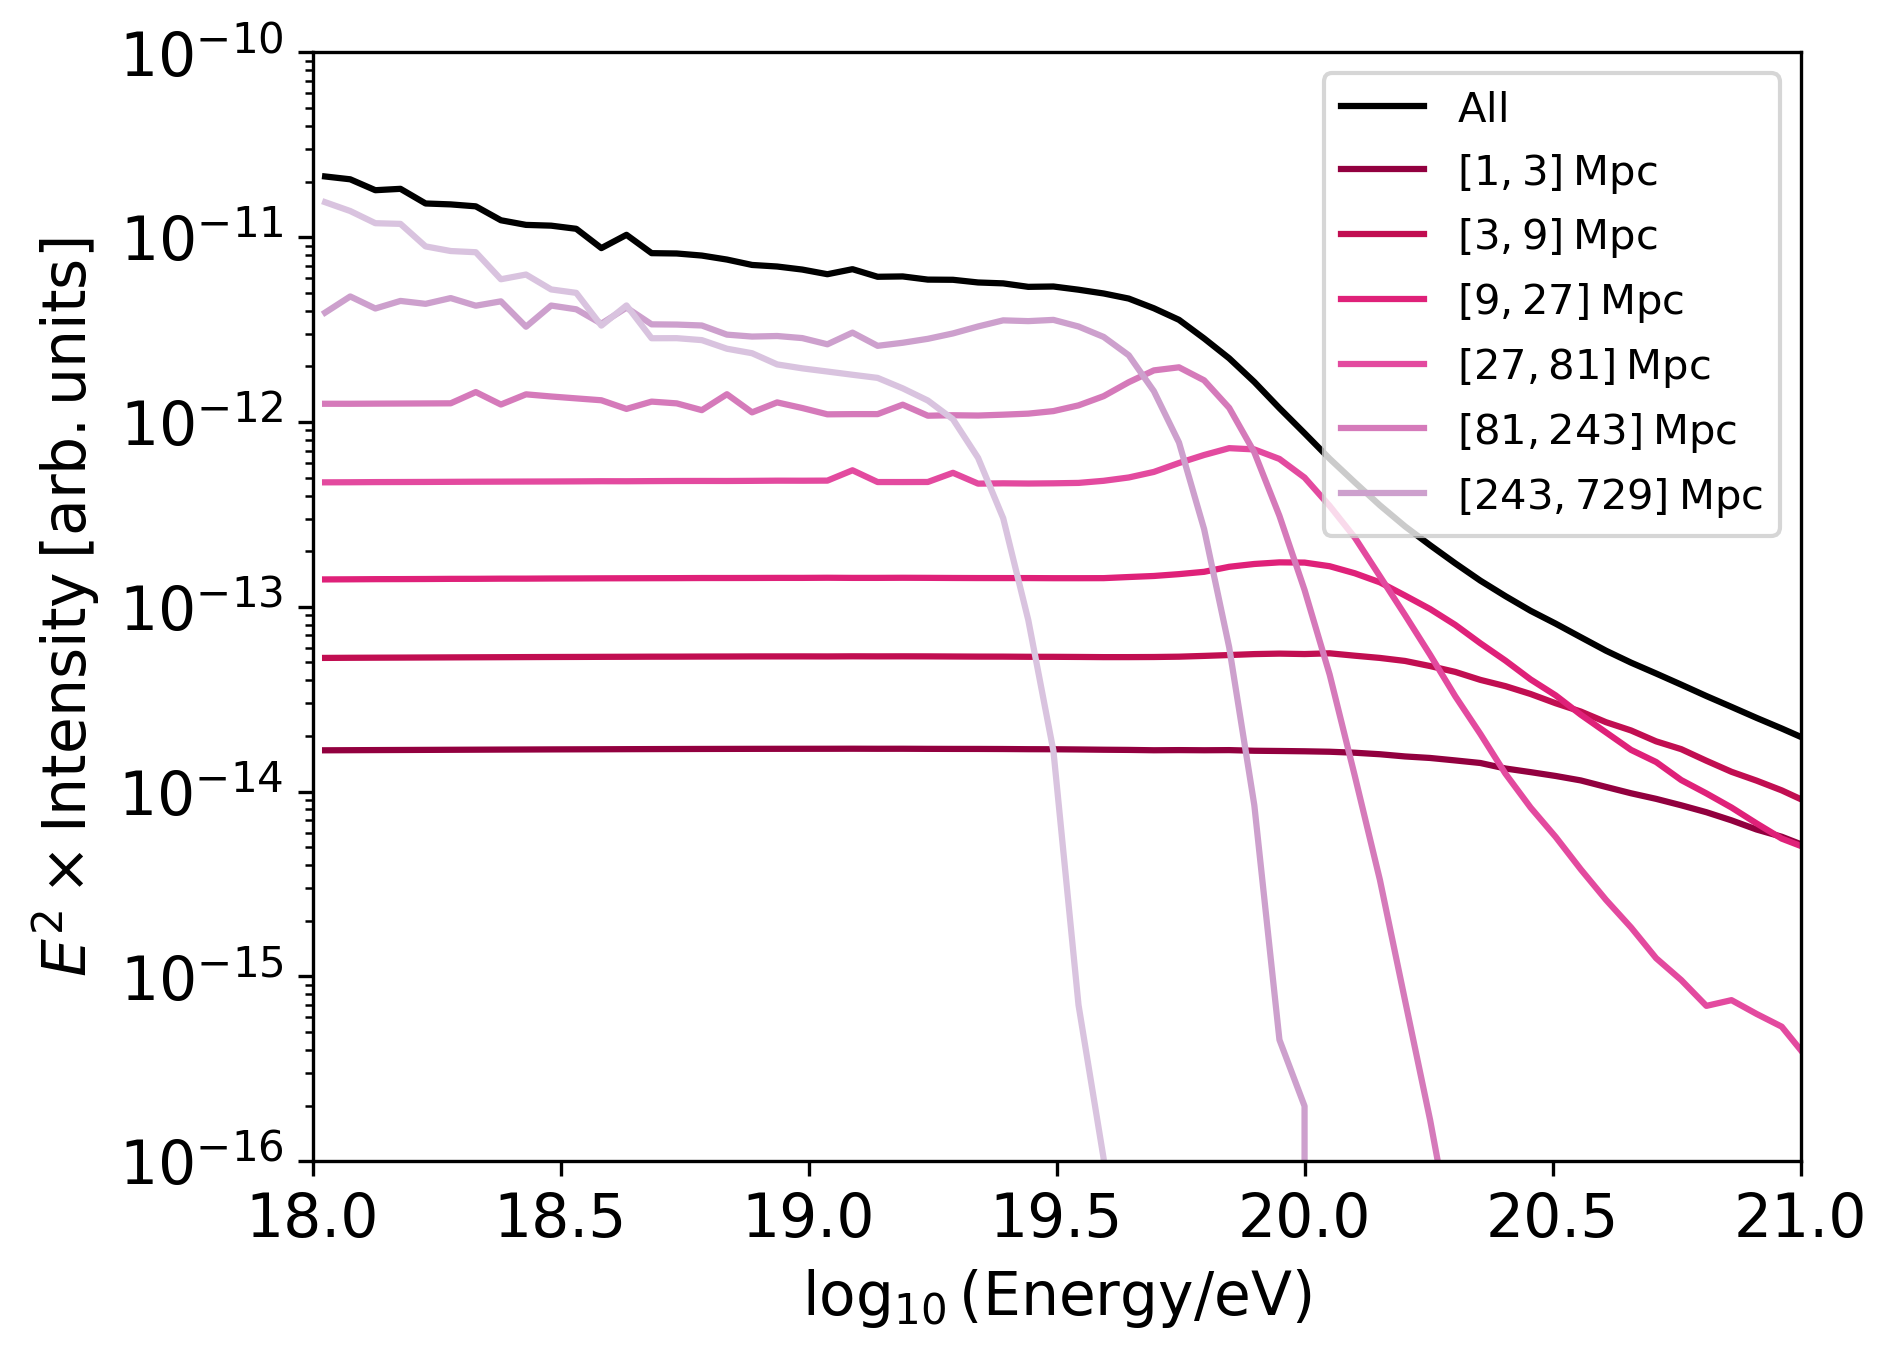 10⁻¹⁰
10⁻¹¹
10⁻¹²
10⁻¹³
10⁻¹⁴
10⁻¹⁵
10⁻¹⁶
E² × Intensity [arb. units]
All
[1, 3] Mpc
[3, 9] Mpc
[9, 27] Mpc
[27, 81] Mpc
[81, 243] Mpc
[243, 729] Mpc
18.0 18.5 19.0 19.5 20.0 20.5 21.0
log₁₀ (Energy/eV)